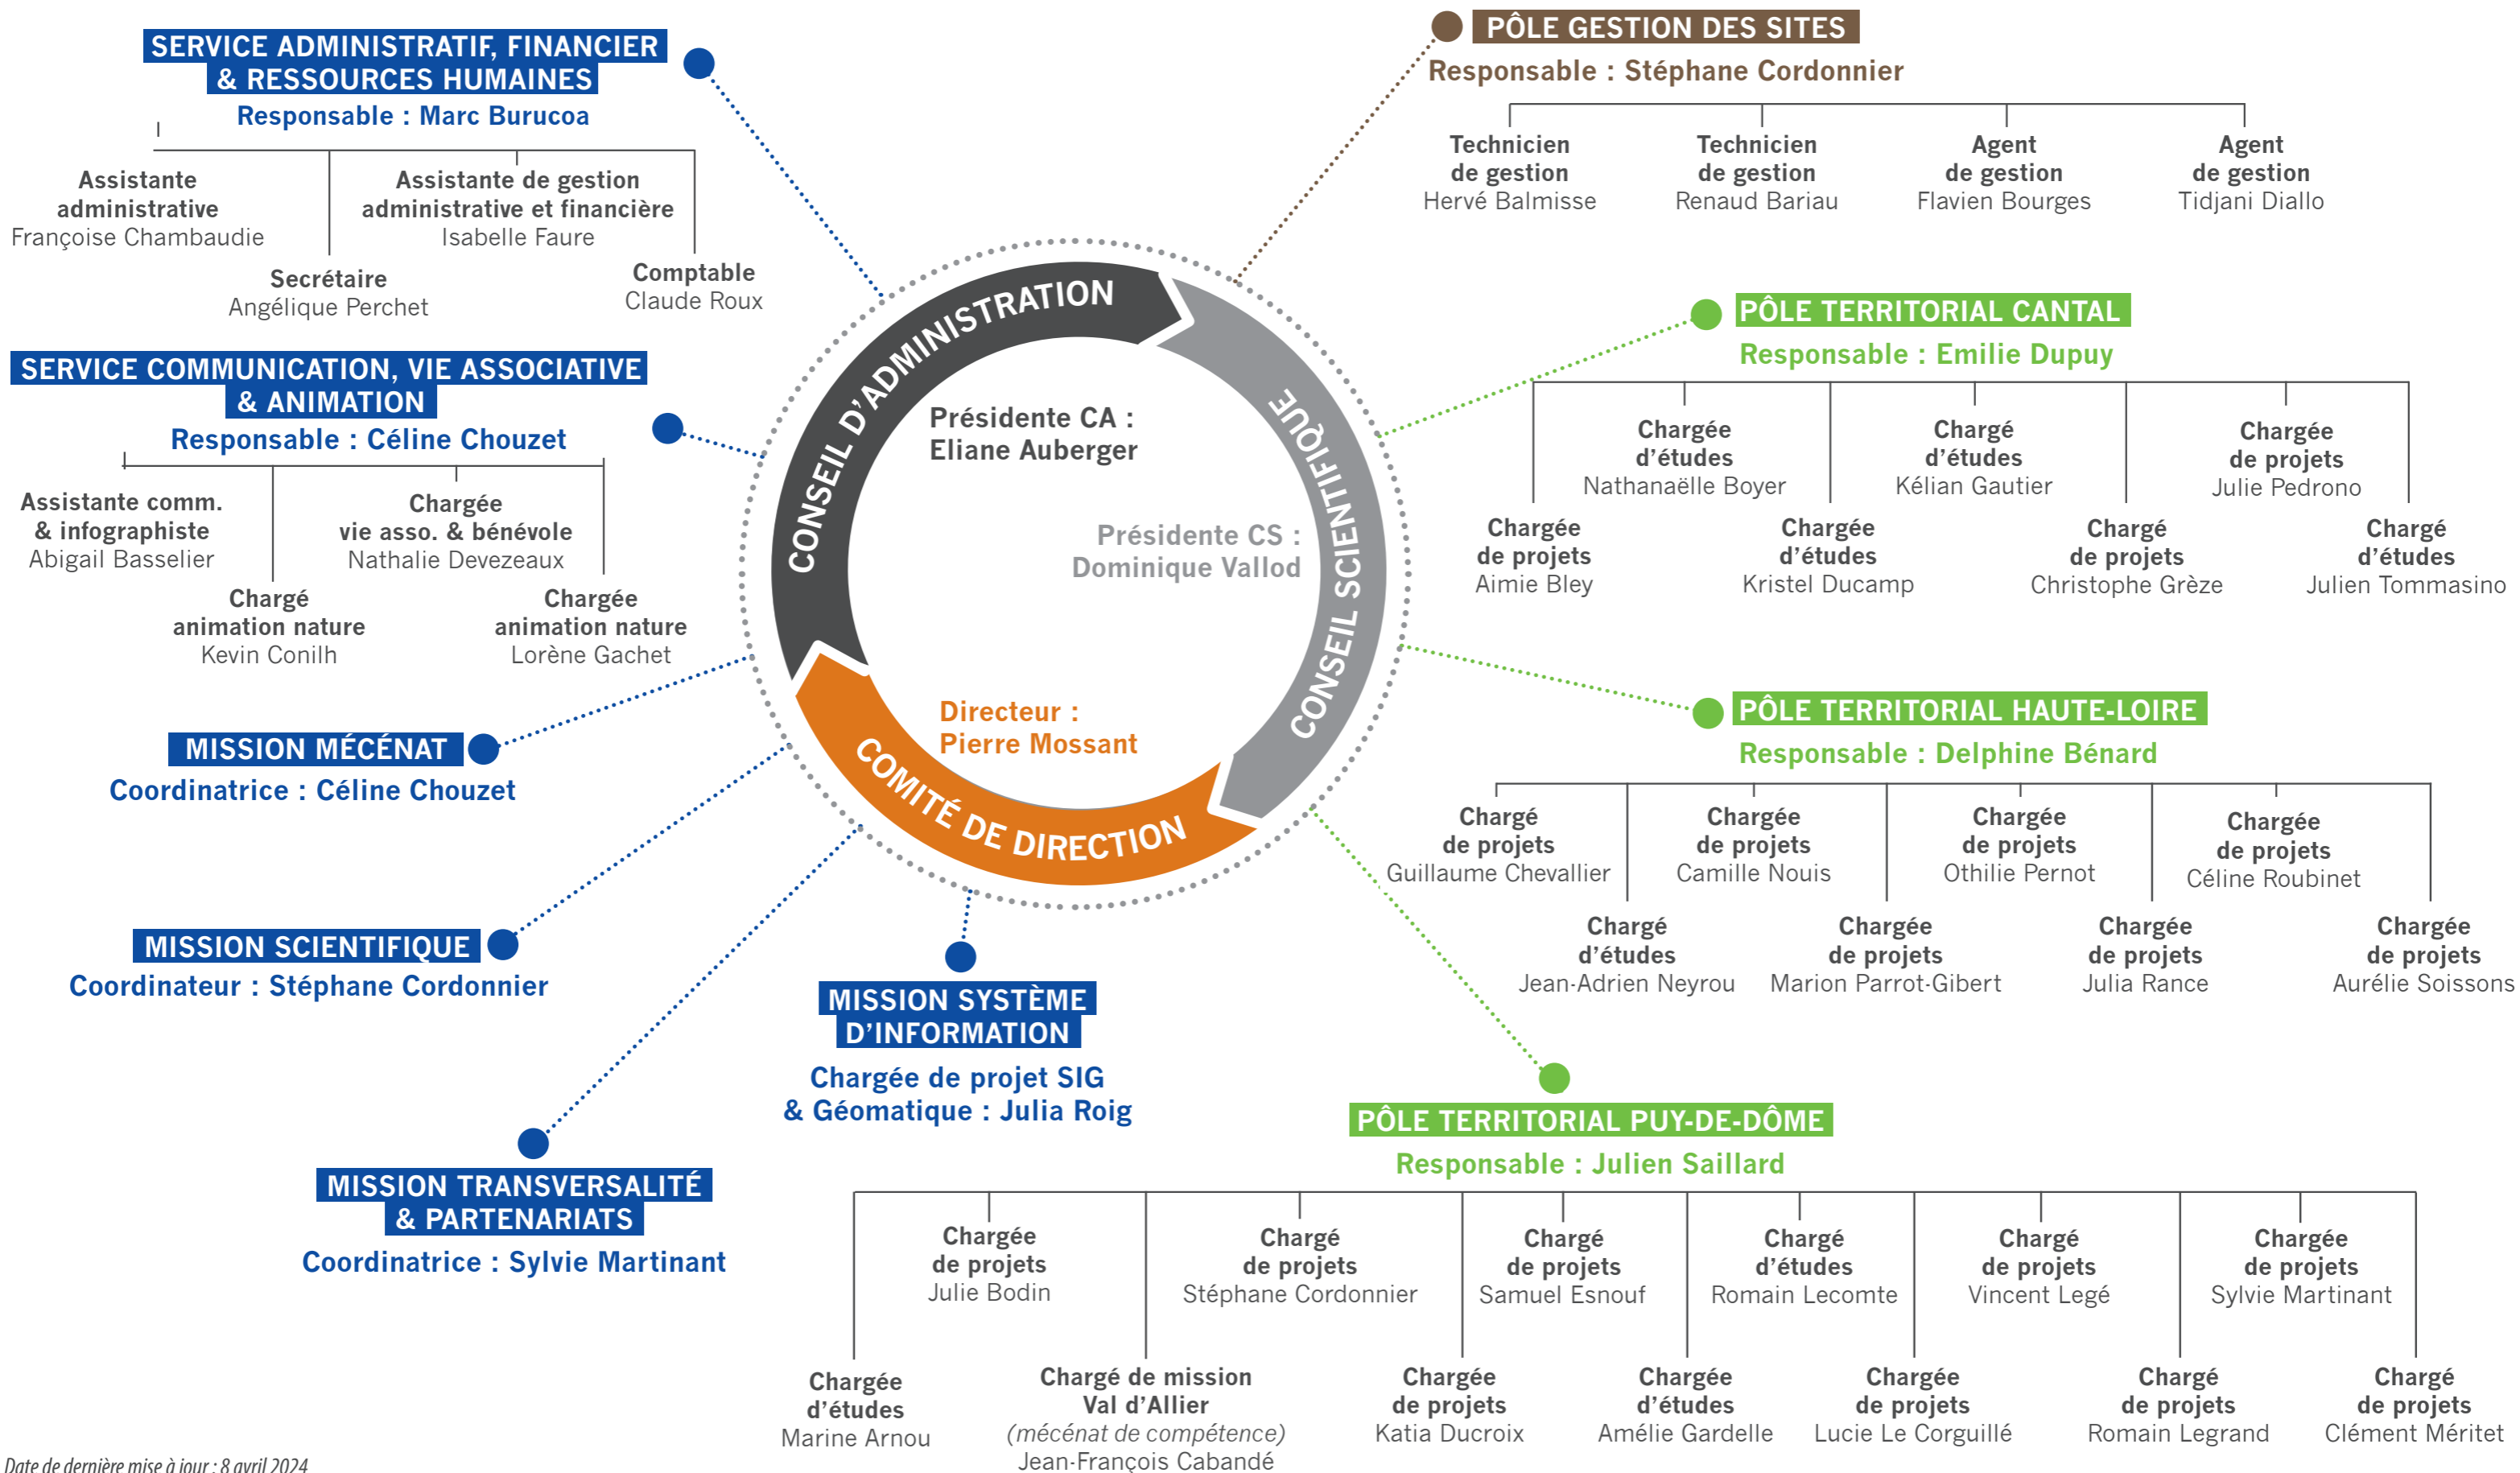 SERVICE ADMINISTRATIF, FINANCIER
& RESSOURCES HUMAINES
Responsable : Marc Burucoa
Assistante
administrative
Françoise Chambaudie
Secrétaire
Angélique Perchet
Assistante de gestion
administrative et financière
Isabelle Faure
Comptable
Claude Roux
SERVICE COMMUNICATION, VIE ASSOCIATIVE
& ANIMATION
Responsable : Céline Chouzet
Assistante comm.
& infographiste
Abigail Basselier
Chargé
animation nature
Kevin Conilh
Chargée
vie asso. & bénévole
Nathalie Devezeaux
Chargée
animation nature
Lorène Gachet
MISSION MÉCÉNAT
Coordinatrice : Céline Chouzet
MISSION SCIENTIFIQUE
Coordinateur : Stéphane Cordonnier
MISSION TRANSVERSALITÉ
& PARTENARIATS
Coordinatrice : Sylvie Martinant
MISSION SYSTÈME
D’INFORMATION
Chargée de projet SIG
& Géomatique : Julia Roig
CONSEIL D’ADMINISTRATION
Présidente CA :
Eliane Auberger
CONSEIL SCIENTIFIQUE
Présidente CS :
Dominique Vallod
COMITÉ DE DIRECTION
Directeur :
Pierre Mossant
PÔLE GESTION DES SITES
Responsable : Stéphane Cordonnier
Technicien
de gestion
Hervé Balmisse
Technicien
de gestion
Renaud Bariau
Agent
de gestion
Flavien Bourges
Agent
de gestion
Tidjani Diallo
PÔLE TERRITORIAL CANTAL
Responsable : Emilie Dupuy
Chargée
de projets
Aimie Bley
Chargée
d’études
Nathanaëlle Boyer
Chargée
d’études
Kristel Ducamp
Chargé
d’études
Kélian Gautier
Chargé
de projets
Christophe Grèze
Chargée
de projets
Julie Pedrono
Chargé
d’études
Julien Tommasino
PÔLE TERRITORIAL HAUTE-LOIRE
Responsable : Delphine Bénard
Chargé
de projets
Guillaume Chevallier
Chargé
d’études
Jean-Adrien Neyrou
Chargée
de projets
Camille Nouis
Chargée
de projets
Marion Parrot-Gibert
Chargée
de projets
Othilie Pernot
Chargée
de projets
Julia Rance
Chargée
de projets
Céline Roubinet
Chargée
de projets
Aurélie Soissons
PÔLE TERRITORIAL PUY-DE-DÔME
Responsable : Julien Saillard
Chargée
d’études
Marine Arnou
Chargée
de projets
Julie Bodin
Chargé de mission
Val d’Allier
(mécénat de compétence)
Jean-François Cabandé
Chargé
de projets
Stéphane Cordonnier
Chargée
de projets
Katia Ducroix
Chargé
de projets
Samuel Esnouf
Chargée
d’études
Amélie Gardelle
Chargé
d’études
Romain Lecomte
Chargée
de projets
Lucie Le Corguillé
Chargé
de projets
Vincent Legé
Chargé
de projets
Romain Legrand
Chargée
de projets
Sylvie Martinant
Chargé
de projets
Clément Méritet
Date de dernière mise à jour : 8 avril 2024